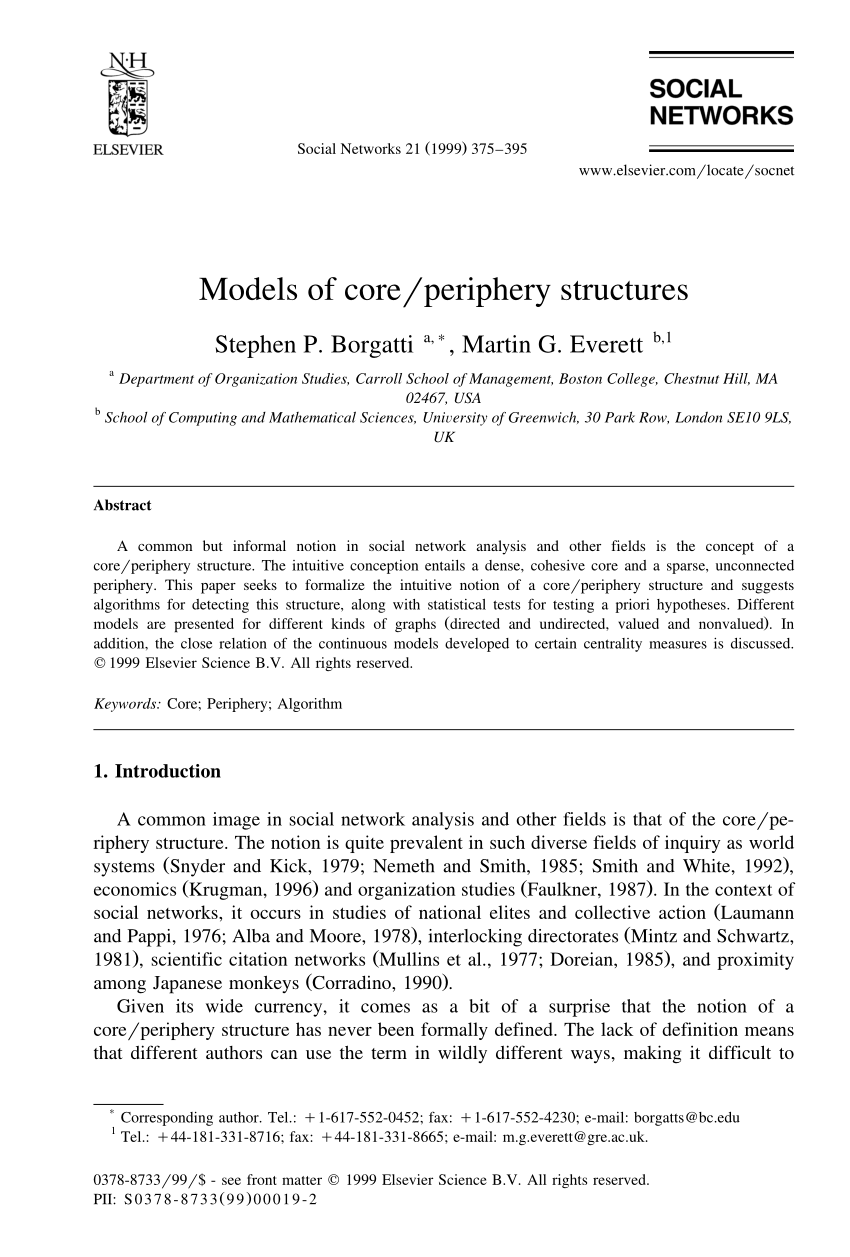 N·H
ELSEVIER
Social Networks 21 (1999) 375–395
SOCIAL
NETWORKS
www.elsevier.com/locate/socnet
Models of core/periphery structures
Stephen P. Borgatti a,*, Martin G. Everett b,1
a Department of Organization Studies, Carroll School of Management, Boston College, Chestnut Hill, MA
02467, USA
b School of Computing and Mathematical Sciences, University of Greenwich, 30 Park Row, London SE10 9LS,
UK
Abstract
A common but informal notion in social network analysis and other fields is the concept of a
core/periphery structure. The intuitive conception entails a dense, cohesive core and a sparse, unconnected
periphery. This paper seeks to formalize the intuitive notion of a core/periphery structure and suggests
algorithms for detecting this structure, along with statistical tests for testing a priori hypotheses. Different
models are presented for different kinds of graphs (directed and undirected, valued and nonvalued). In
addition, the close relation of the continuous models developed to certain centrality measures is discussed.
© 1999 Elsevier Science B.V. All rights reserved.
Keywords: Core; Periphery; Algorithm
1. Introduction
A common image in social network analysis and other fields is that of the core/pe-
riphery structure. The notion is quite prevalent in such diverse fields of inquiry as world
systems (Snyder and Kick, 1979; Nemeth and Smith, 1985; Smith and White, 1992),
economics (Krugman, 1996) and organization studies (Faulkner, 1987). In the context of
social networks, it occurs in studies of national elites and collective action (Laumann
and Pappi, 1976; Alba and Moore, 1978), interlocking directorates (Mintz and Schwartz,
1981), scientific citation networks (Mullins et al., 1977; Doreian, 1985), and proximity
among Japanese monkeys (Corradino, 1990).
Given its wide currency, it comes as a bit of a surprise that the notion of a
core/periphery structure has never been formally defined. The lack of definition means
that different authors can use the term in wildly different ways, making it difficult to
* Corresponding author. Tel.: +1-617-552-0452; fax: +1-617-552-4230; e-mail: borgatts@bc.edu
1 Tel.: +44-181-331-8716; fax: +44-181-331-8665; e-mail: m.g.everett@gre.ac.uk.
0378-8733/99/$ - see front matter © 1999 Elsevier Science B.V. All rights reserved.
PII: S0378-8733(99)00019-2